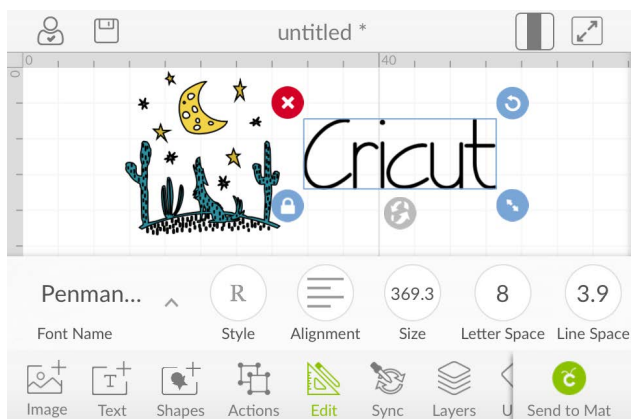 untitled *
0 40
0
Cricut
Penman... R 369.3 8 3.9
Font Name Style Alignment Size Letter Space Line Space
Image Text Shapes Actions Edit Sync Layers U Send to Mat